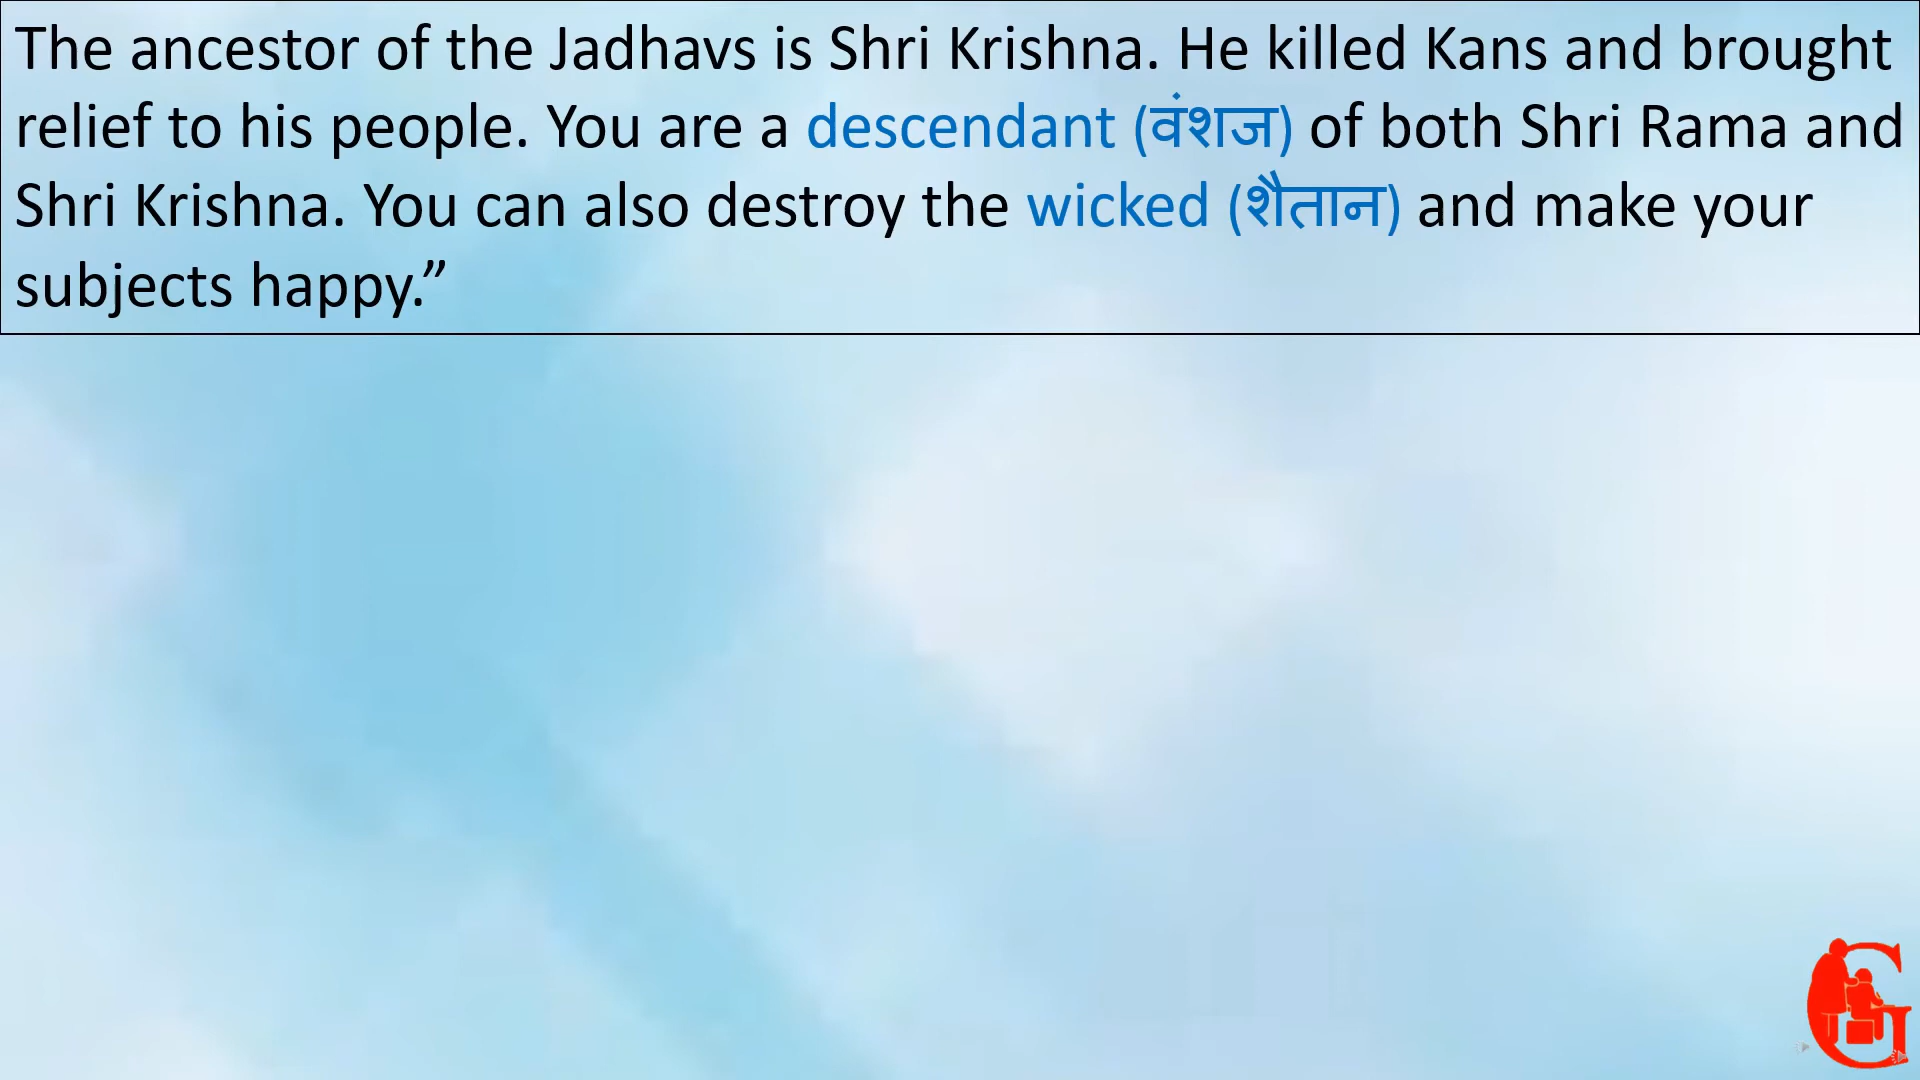 The ancestor of the Jadhavs is Shri Krishna. He killed Kans and brought
relief to his people. You are a descendant (वंशज) of both Shri Rama and
Shri Krishna. You can also destroy the wicked (शैतान) and make your
subjects happy.”